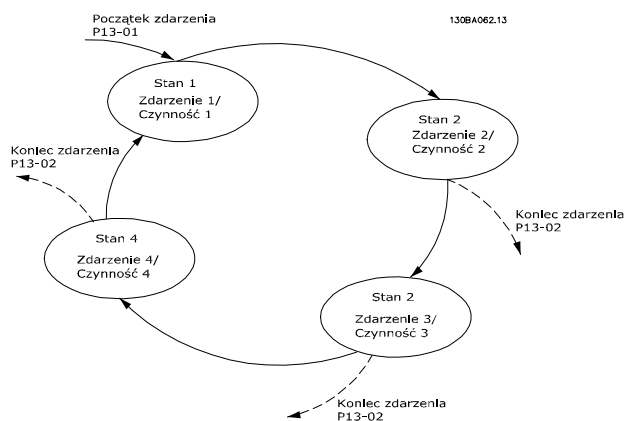 Początek zdarzenia
P13-01
130BA062.13
Stan 1
Zdarzenie 1/
Czynność 1
Stan 2
Zdarzenie 2/
Czynność 2
Koniec zdarzenia
P13-02
Koniec zdarzenia
P13-02
Stan 4
Zdarzenie 4/
Czynność 4
Stan 2
Zdarzenie 3/
Czynność 3
Koniec zdarzenia
P13-02